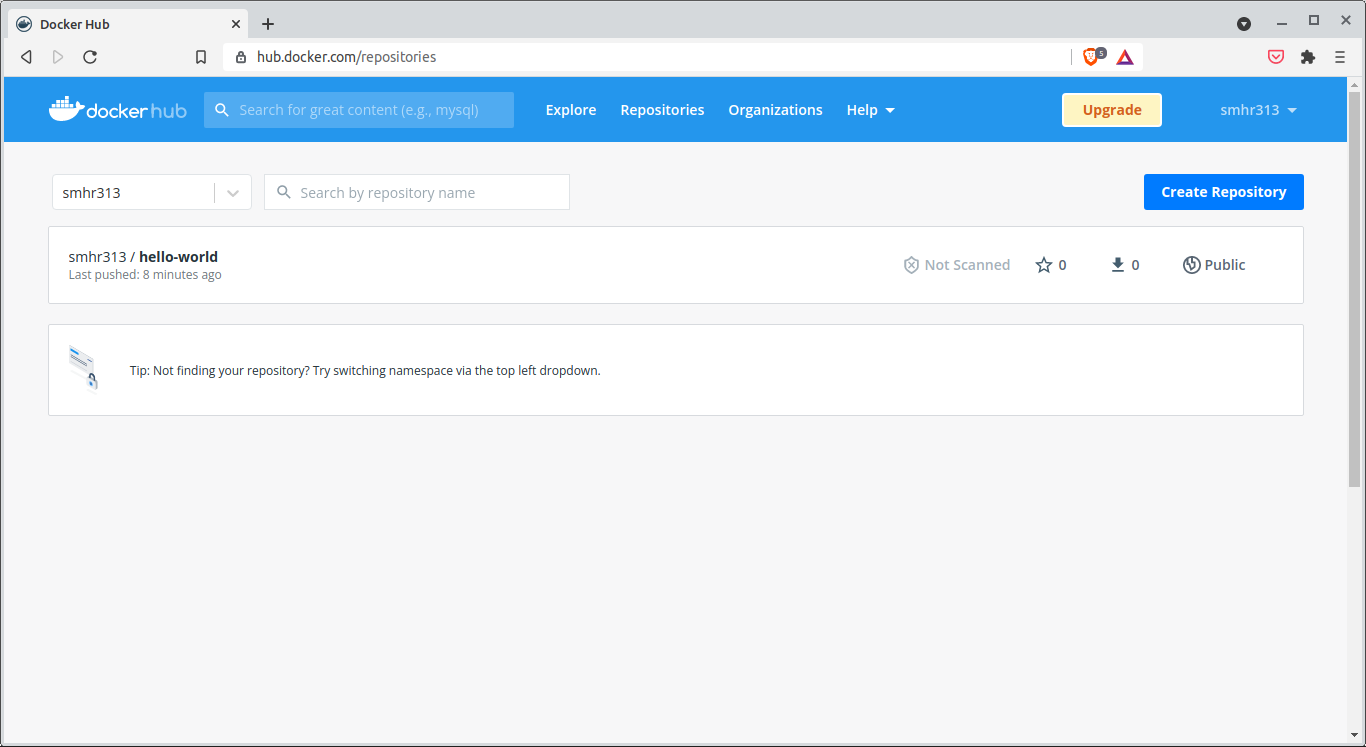 Docker Hub
hub.docker.com/repositories
5
docker hub
Search for great content (e.g., mysql)
Explore
Repositories
Organizations
Help
Upgrade
smhr313
smhr313
Search by repository name
Create Repository
smhr313 / hello-world
Last pushed: 8 minutes ago
Not Scanned
0
0
Public
Tip: Not finding your repository? Try switching namespace via the top left dropdown.